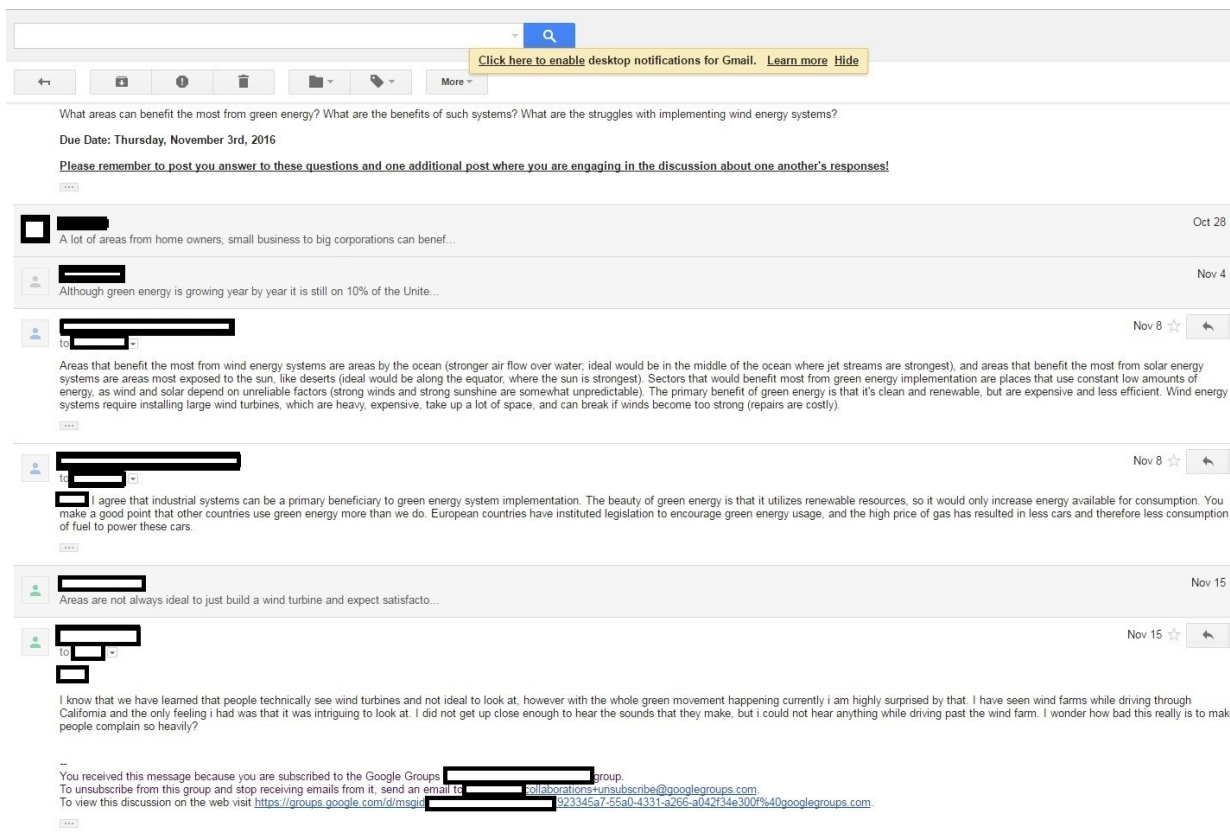 Click here to enable desktop notifications for Gmail. Learn more Hide
More
What areas can benefit the most from green energy? What are the benefits of such systems? What are the struggles with implementing wind energy systems?
Due Date: Thursday, November 3rd, 2016
Please remember to post you answer to these questions and one additional post where you are engaging in the discussion about one another's responses!
Oct 28
A lot of areas from home owners, small business to big corporations can benef...
Nov 4
Although green energy is growing year by year it is still on 10% of the Unite...
Nov 8
to
Areas that benefit the most from wind energy systems are areas by the ocean (stronger air flow over water; ideal would be in the middle of the ocean where jet streams are strongest), and areas that benefit the most from solar energy
systems are areas most exposed to the sun, like deserts (ideal would be along the equator, where the sun is strongest). Sectors that would benefit most from green energy implementation are places that use constant low amounts of
energy, as wind and solar depend on unreliable factors (strong winds and strong sunshine are somewhat unpredictable). The primary benefit of green energy is that it's clean and renewable, but are expensive and less efficient. Wind energy
systems require installing large wind turbines, which are heavy, expensive, take up a lot of space, and can break if winds become too strong (repairs are costly).
Nov 8
to
I agree that industrial systems can be a primary beneficiary to green energy system implementation. The beauty of green energy is that it utilizes renewable resources, so it would only increase energy available for consumption. You
make a good point that other countries use green energy more than we do. European countries have instituted legislation to encourage green energy usage, and the high price of gas has resulted in less cars and therefore less consumption
of fuel to power these cars.
Nov 15
Areas are not always ideal to just build a wind turbine and expect satisfacto...
Nov 15
to
I know that we have learned that people technically see wind turbines and not ideal to look at, however with the whole green movement happening currently i am highly surprised by that. I have seen wind farms while driving through
California and the only feeling i had was that it was intriguing to look at. I did not get up close enough to hear the sounds that they make, but i could not hear anything while driving past the wind farm. I wonder how bad this really is to mak
people complain so heavily?
--
You received this message because you are subscribed to the Google Groups group.
To unsubscribe from this group and stop receiving emails from it, send an email to collaborations+unsubscribe@googlegroups.com.
To view this discussion on the web visit https://groups.google.com/d/msgid 923345a7-55a0-4331-a266-a042f34e300f%40googlegroups.com.